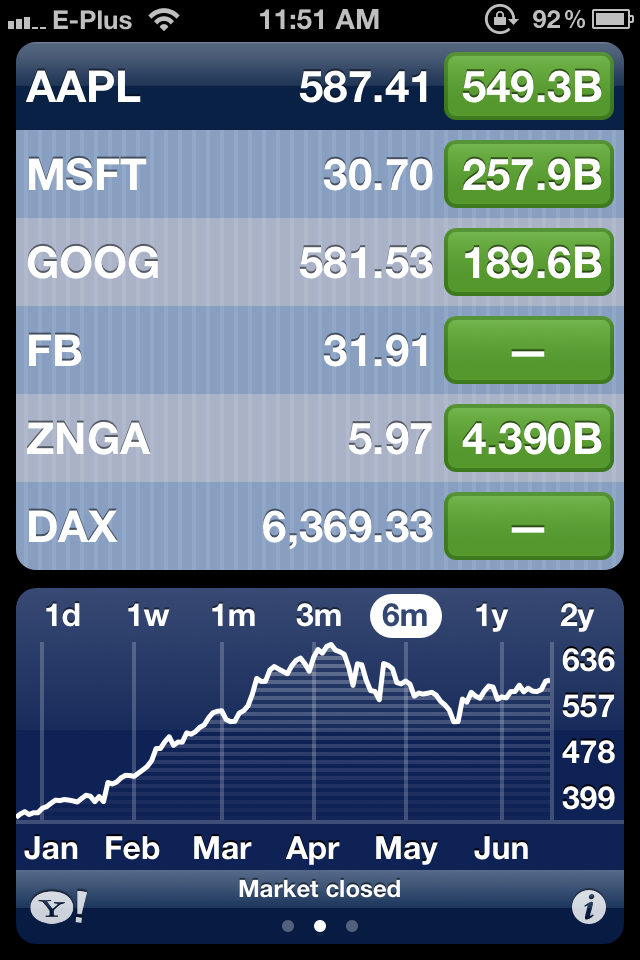 E-Plus 11:51 AM 92%
AAPL 587.41 549.3B
MSFT 30.70 257.9B
GOOG 581.53 189.6B
FB 31.91 —
ZNGA 5.97 4.390B
DAX 6,369.33 —
1d 1w 1m 3m 6m 1y 2y
636
557
478
399
Jan Feb Mar Apr May Jun
Market closed
Y! i